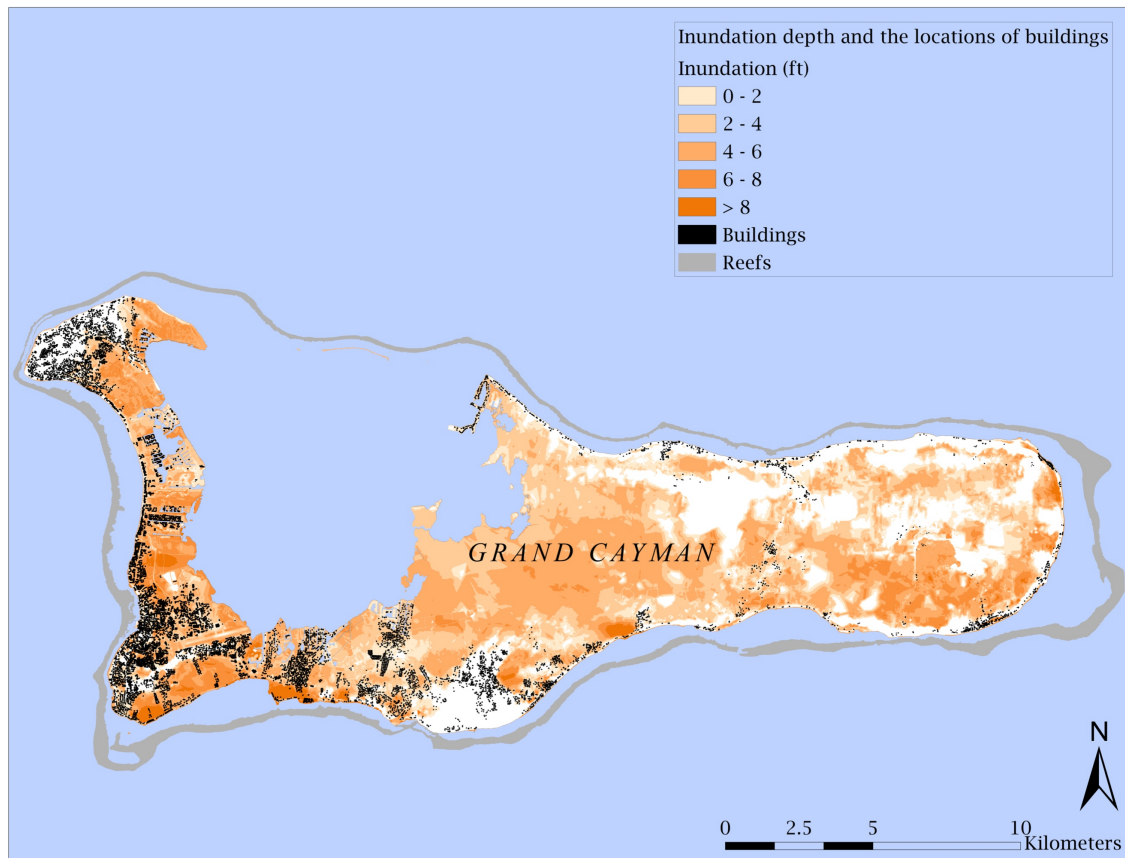 Inundation depth and the locations of buildings
Inundation (ft)
0 - 2
2 - 4
4 - 6
6 - 8
> 8
Buildings
Reefs
GRAND CAYMAN
N
0 2.5 5 10
Kilometers